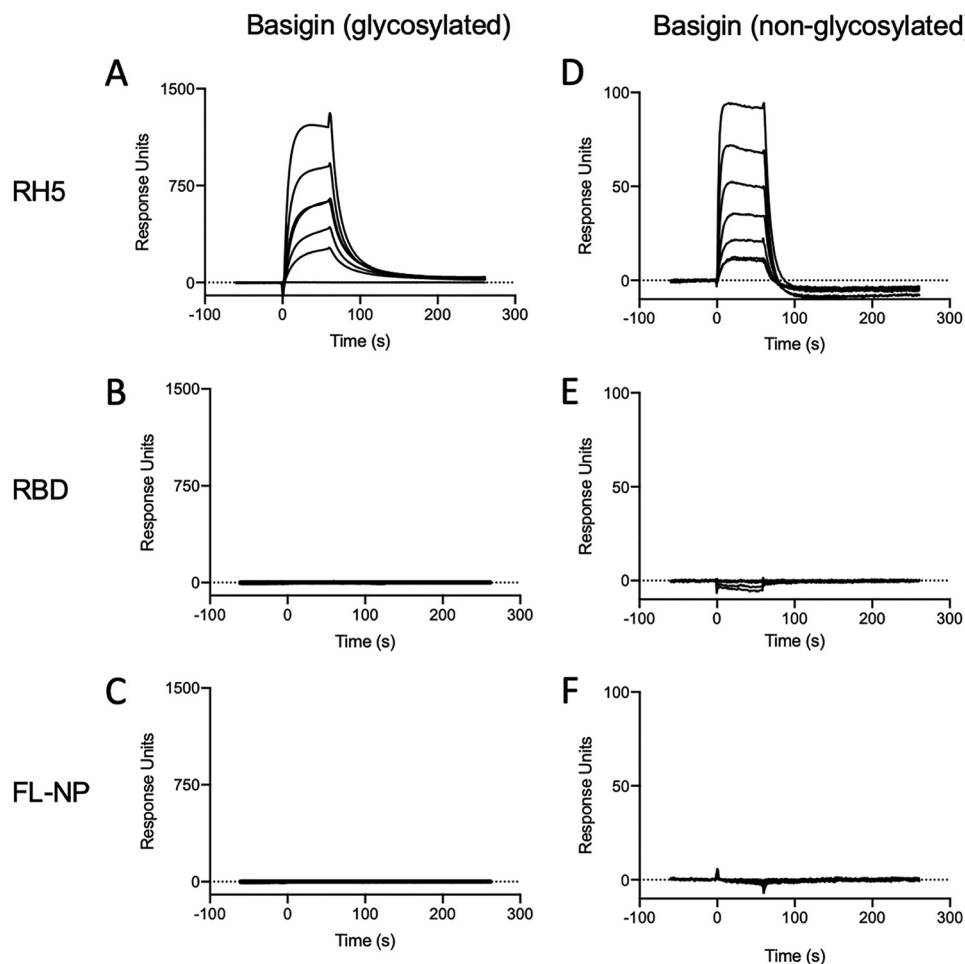 Basigin (glycosylated)
Basigin (non-glycosylated)
RH5
A
1500
750
0
Response Units
-100 0 100 200 300
Time (s)
D
100
50
0
Response Units
-100 0 100 200 300
Time (s)
RBD
B
1500
750
0
Response Units
-100 0 100 200 300
Time (s)
E
100
50
0
Response Units
-100 0 100 200 300
Time (s)
FL-NP
C
1500
750
0
Response Units
-100 0 100 200 300
Time (s)
F
100
50
0
Response Units
-100 0 100 200 300
Time (s)